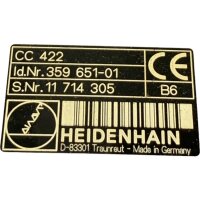 CC 422
Id.Nr. 359 651-01
S.Nr. 11 714 305
CE
B6
HEIDENHAIN
D-83301 Traunreut - Made in Germany